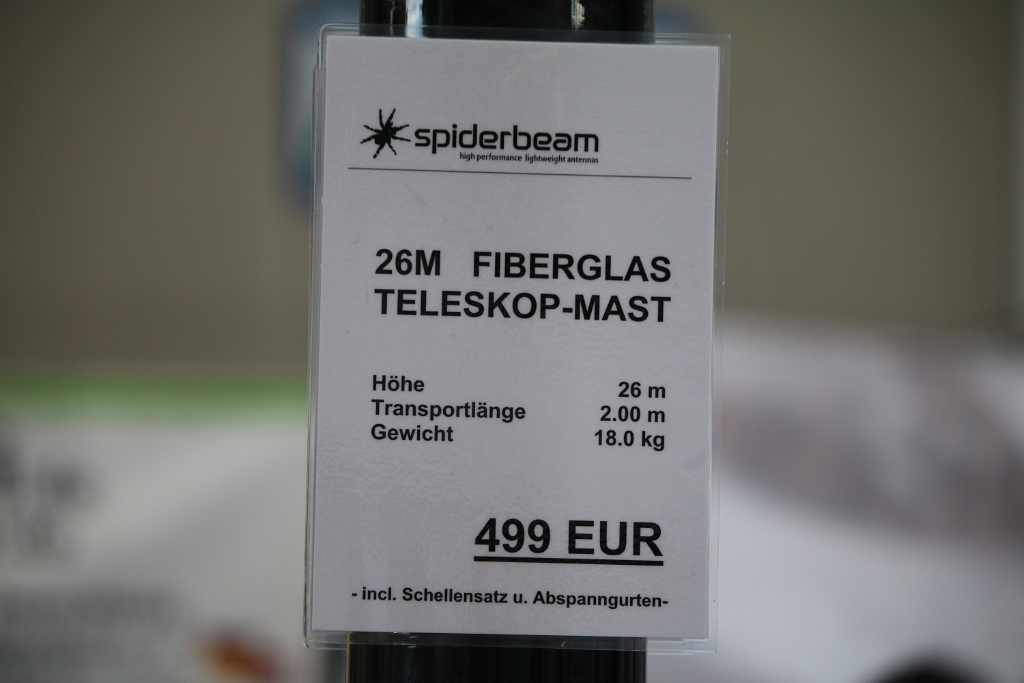 spiderbeam
high performance lightweight antennas
26M FIBERGLAS
TELESKOP-MAST
Höhe 26 m
Transportlänge 2.00 m
Gewicht 18.0 kg
499 EUR
- incl. Schellensatz u. Abspanngurten-